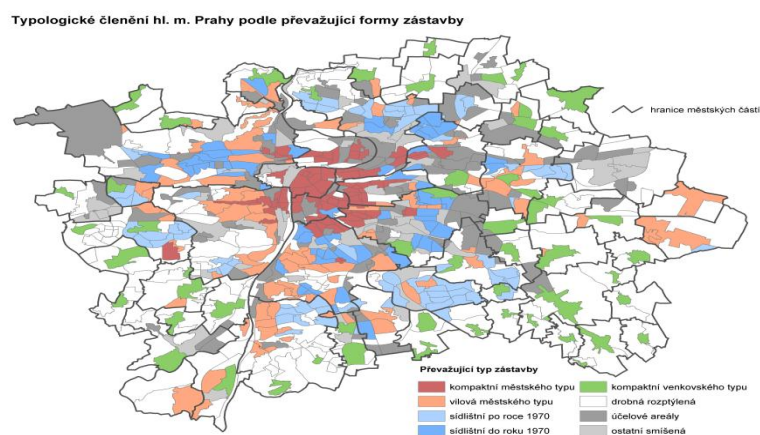 Typologické členění hl. m. Prahy podle převažující formy zástavby
hranice městských částí
Převažující typ zástavby
kompaktní městského typu
vilová městského typu
sídlištní po roce 1970
sídlištní do roku 1970
kompaktní venkovského typu
drobná rozptýlená
účelové areály
ostatní smíšená